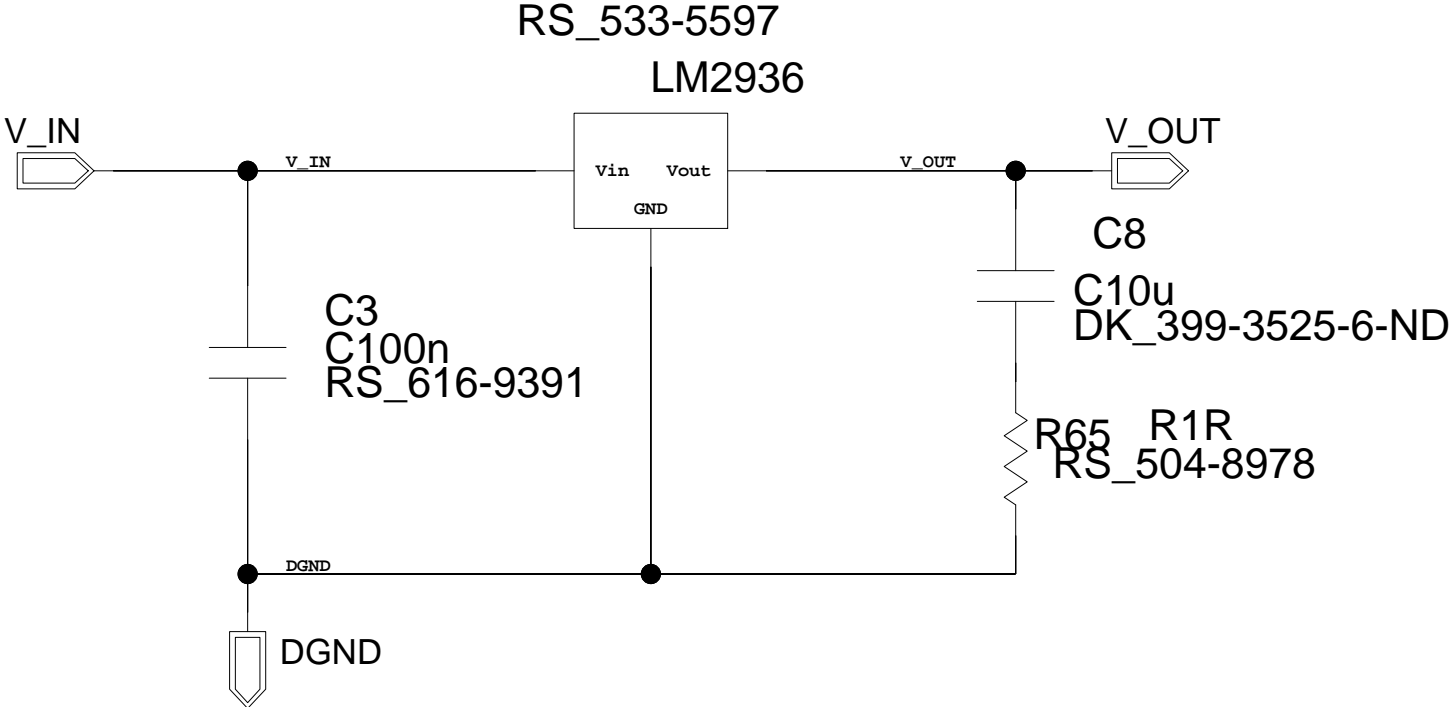 RS_533-5597
LM2936
V_IN
V_IN
Vin Vout
GND
V_OUT
V_OUT
C3
C100n
RS_616-9391
C8
C10u
DK_399-3525-6-ND
R65 R1R
RS_504-8978
DGND
DGND